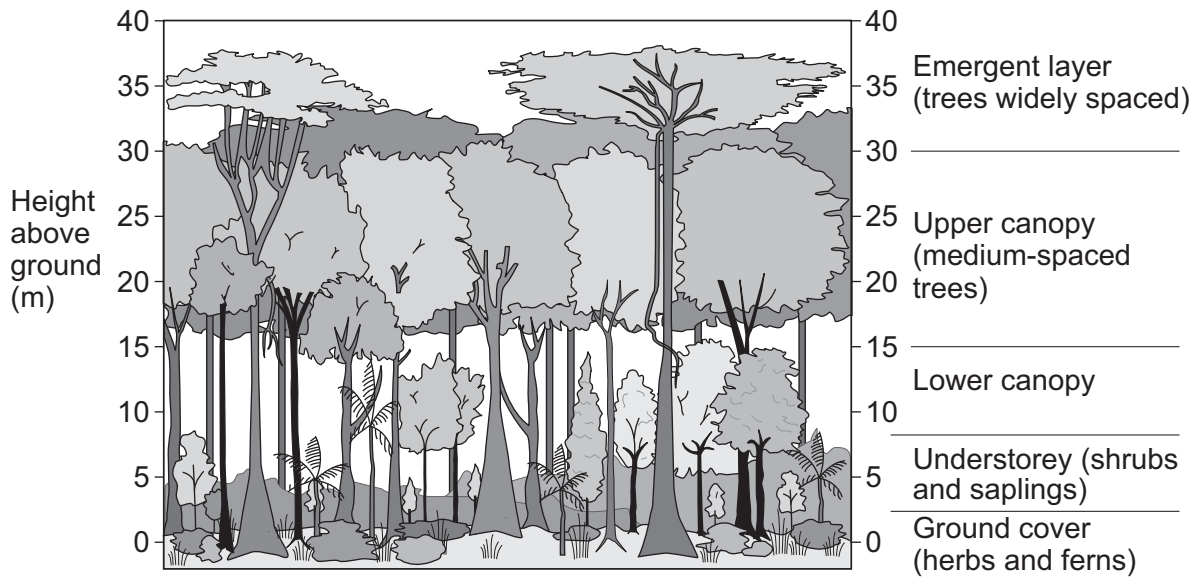 40
35
30
25
20
15
10
5
0
Height
above
ground
(m)
40
35
30
25
20
15
10
5
0
Emergent layer
(trees widely spaced)
Upper canopy
(medium-spaced
trees)
Lower canopy
Understorey (shrubs
and saplings)
Ground cover
(herbs and ferns)